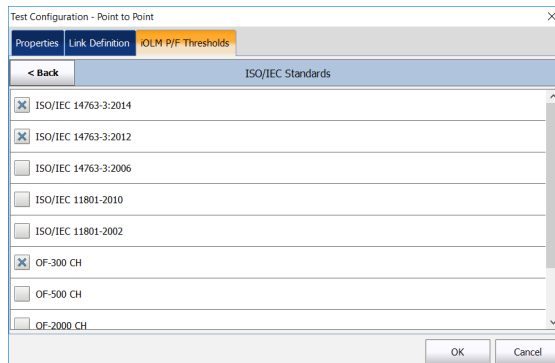 Test Configuration - Point to Point
Properties Link Definition iOLM P/F Thresholds
< Back ISO/IEC Standards
ISO/IEC 14763-3:2014
ISO/IEC 14763-3:2012
ISO/IEC 14763-3:2006
ISO/IEC 11801-2010
ISO/IEC 11801-2002
OF-300 CH
OF-500 CH
OF-2000 CH
OK Cancel